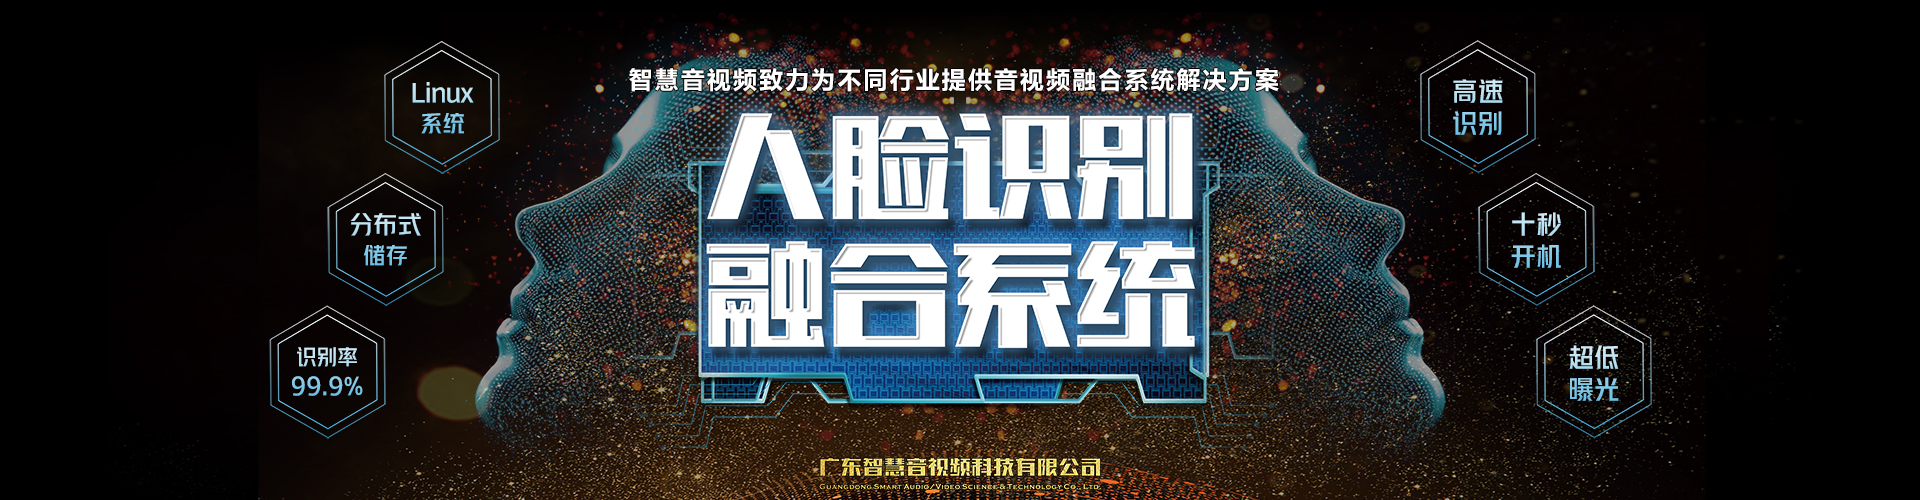 智慧音视频致力为不同行业提供音视频融合系统解决方案
人脸识别
融合系统
Linux
系统
分布式
储存
识别率
99.9%
高速
识别
十秒
开机
超低
曝光
广东智慧音视频科技有限公司
GUANGDONG SMART AUDIO/VIDEO SCIENCE & TECHNOLOGY CO., LTD.